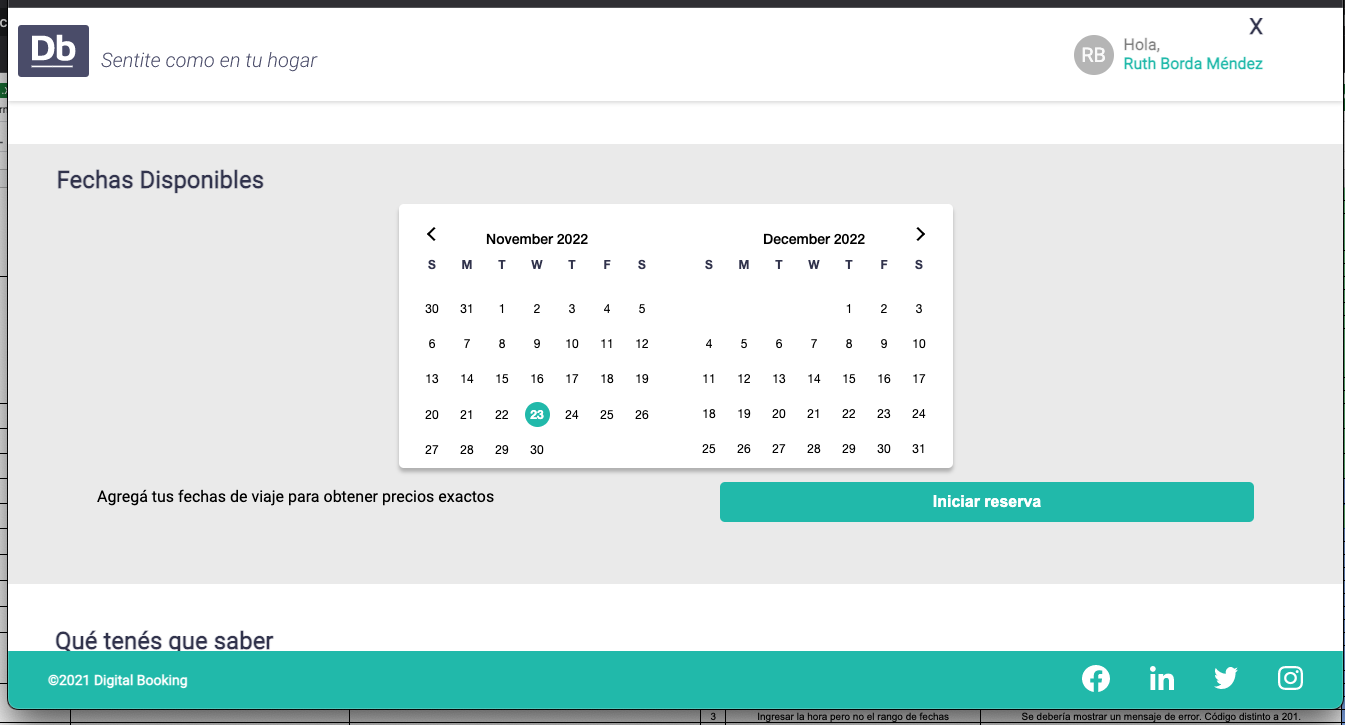 Db
Sentite como en tu hogar
X
RB
Hola,
Ruth Borda Méndez
Fechas Disponibles
November 2022
S M T W T F S
30 31 1 2 3 4 5
6 7 8 9 10 11 12
13 14 15 16 17 18 19
20 21 22 23 24 25 26
27 28 29 30
December 2022
S M T W T F S
1 2 3
4 5 6 7 8 9 10
11 12 13 14 15 16 17
18 19 20 21 22 23 24
25 26 27 28 29 30 31
Agregá tus fechas de viaje para obtener precios exactos
Iniciar reserva
Qué tenés que saber
©2021 Digital Booking
3 Ingresar la hora pero no el rango de fechas Se debería mostrar un mensaje de error. Código distinto a 201.